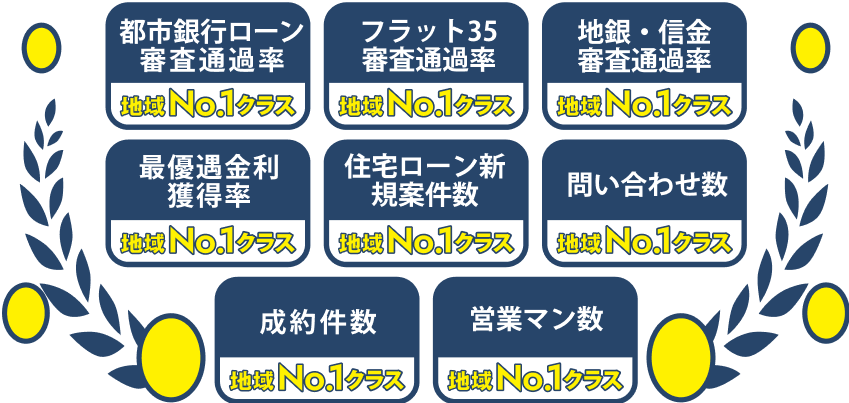 都市銀行ローン
審査通過率
地域No.1クラス
フラット35
審査通過率
地域No.1クラス
地銀・信金
審査通過率
地域No.1クラス
最優遇金利
獲得率
地域No.1クラス
住宅ローン新
規案件数
地域No.1クラス
問い合わせ数
地域No.1クラス
成約件数
地域No.1クラス
営業マン数
地域No.1クラス